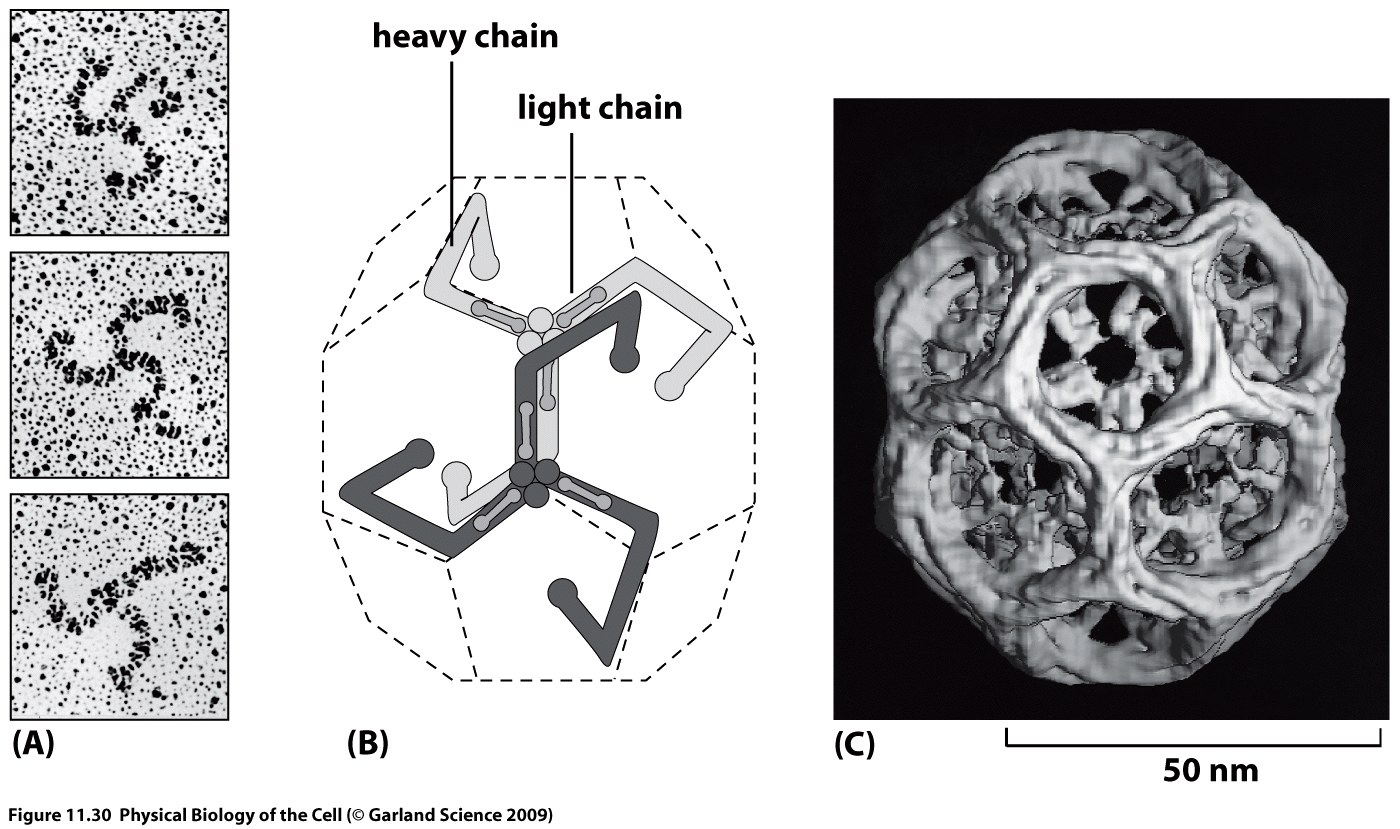 heavy chain
light chain
(A)
(B)
(C)
50 nm
Figure 11.30  Physical Biology of the Cell (© Garland Science 2009)